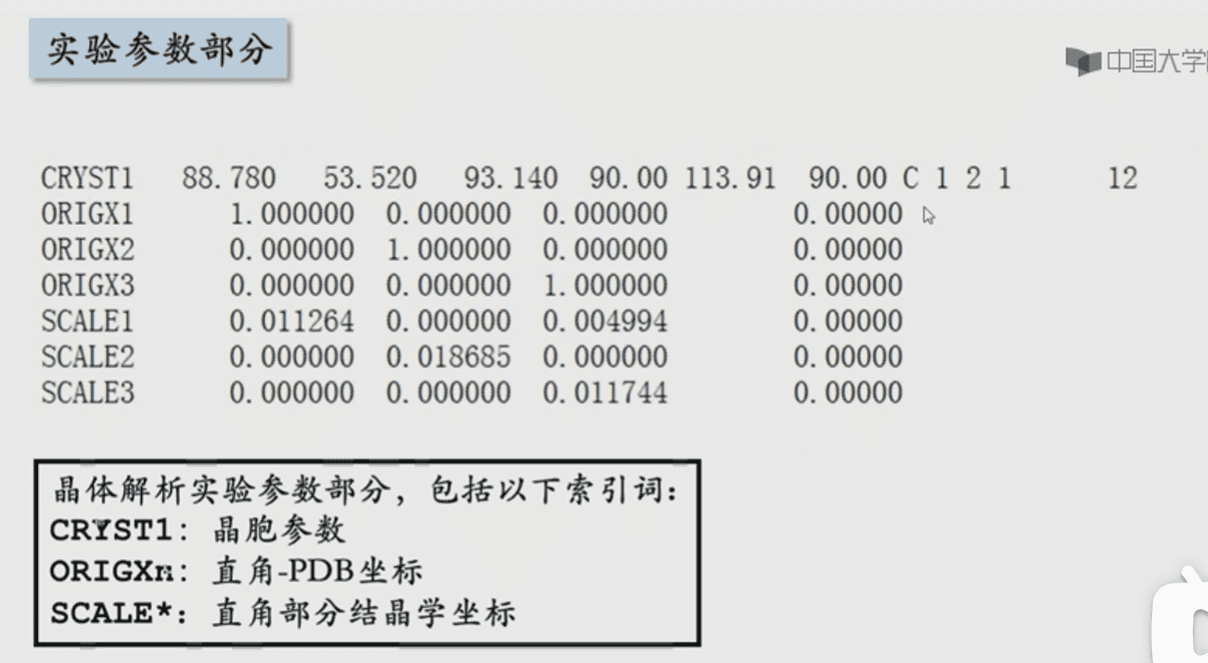 实验参数部分
中国大学
CRYST1 88.780 53.520 93.140 90.00 113.91 90.00 C 1 2 1 12
ORIGX1 1.000000 0.000000 0.000000 0.00000
ORIGX2 0.000000 1.000000 0.000000 0.00000
ORIGX3 0.000000 0.000000 1.000000 0.00000
SCALE1 0.011264 0.000000 0.004994 0.00000
SCALE2 0.000000 0.018685 0.000000 0.00000
SCALE3 0.000000 0.000000 0.011744 0.00000
晶体解析实验参数部分，包括以下索引词：
CRYST1: 晶胞参数
ORIGXn: 直角-PDB坐标
SCALE*: 直角部分结晶学坐标